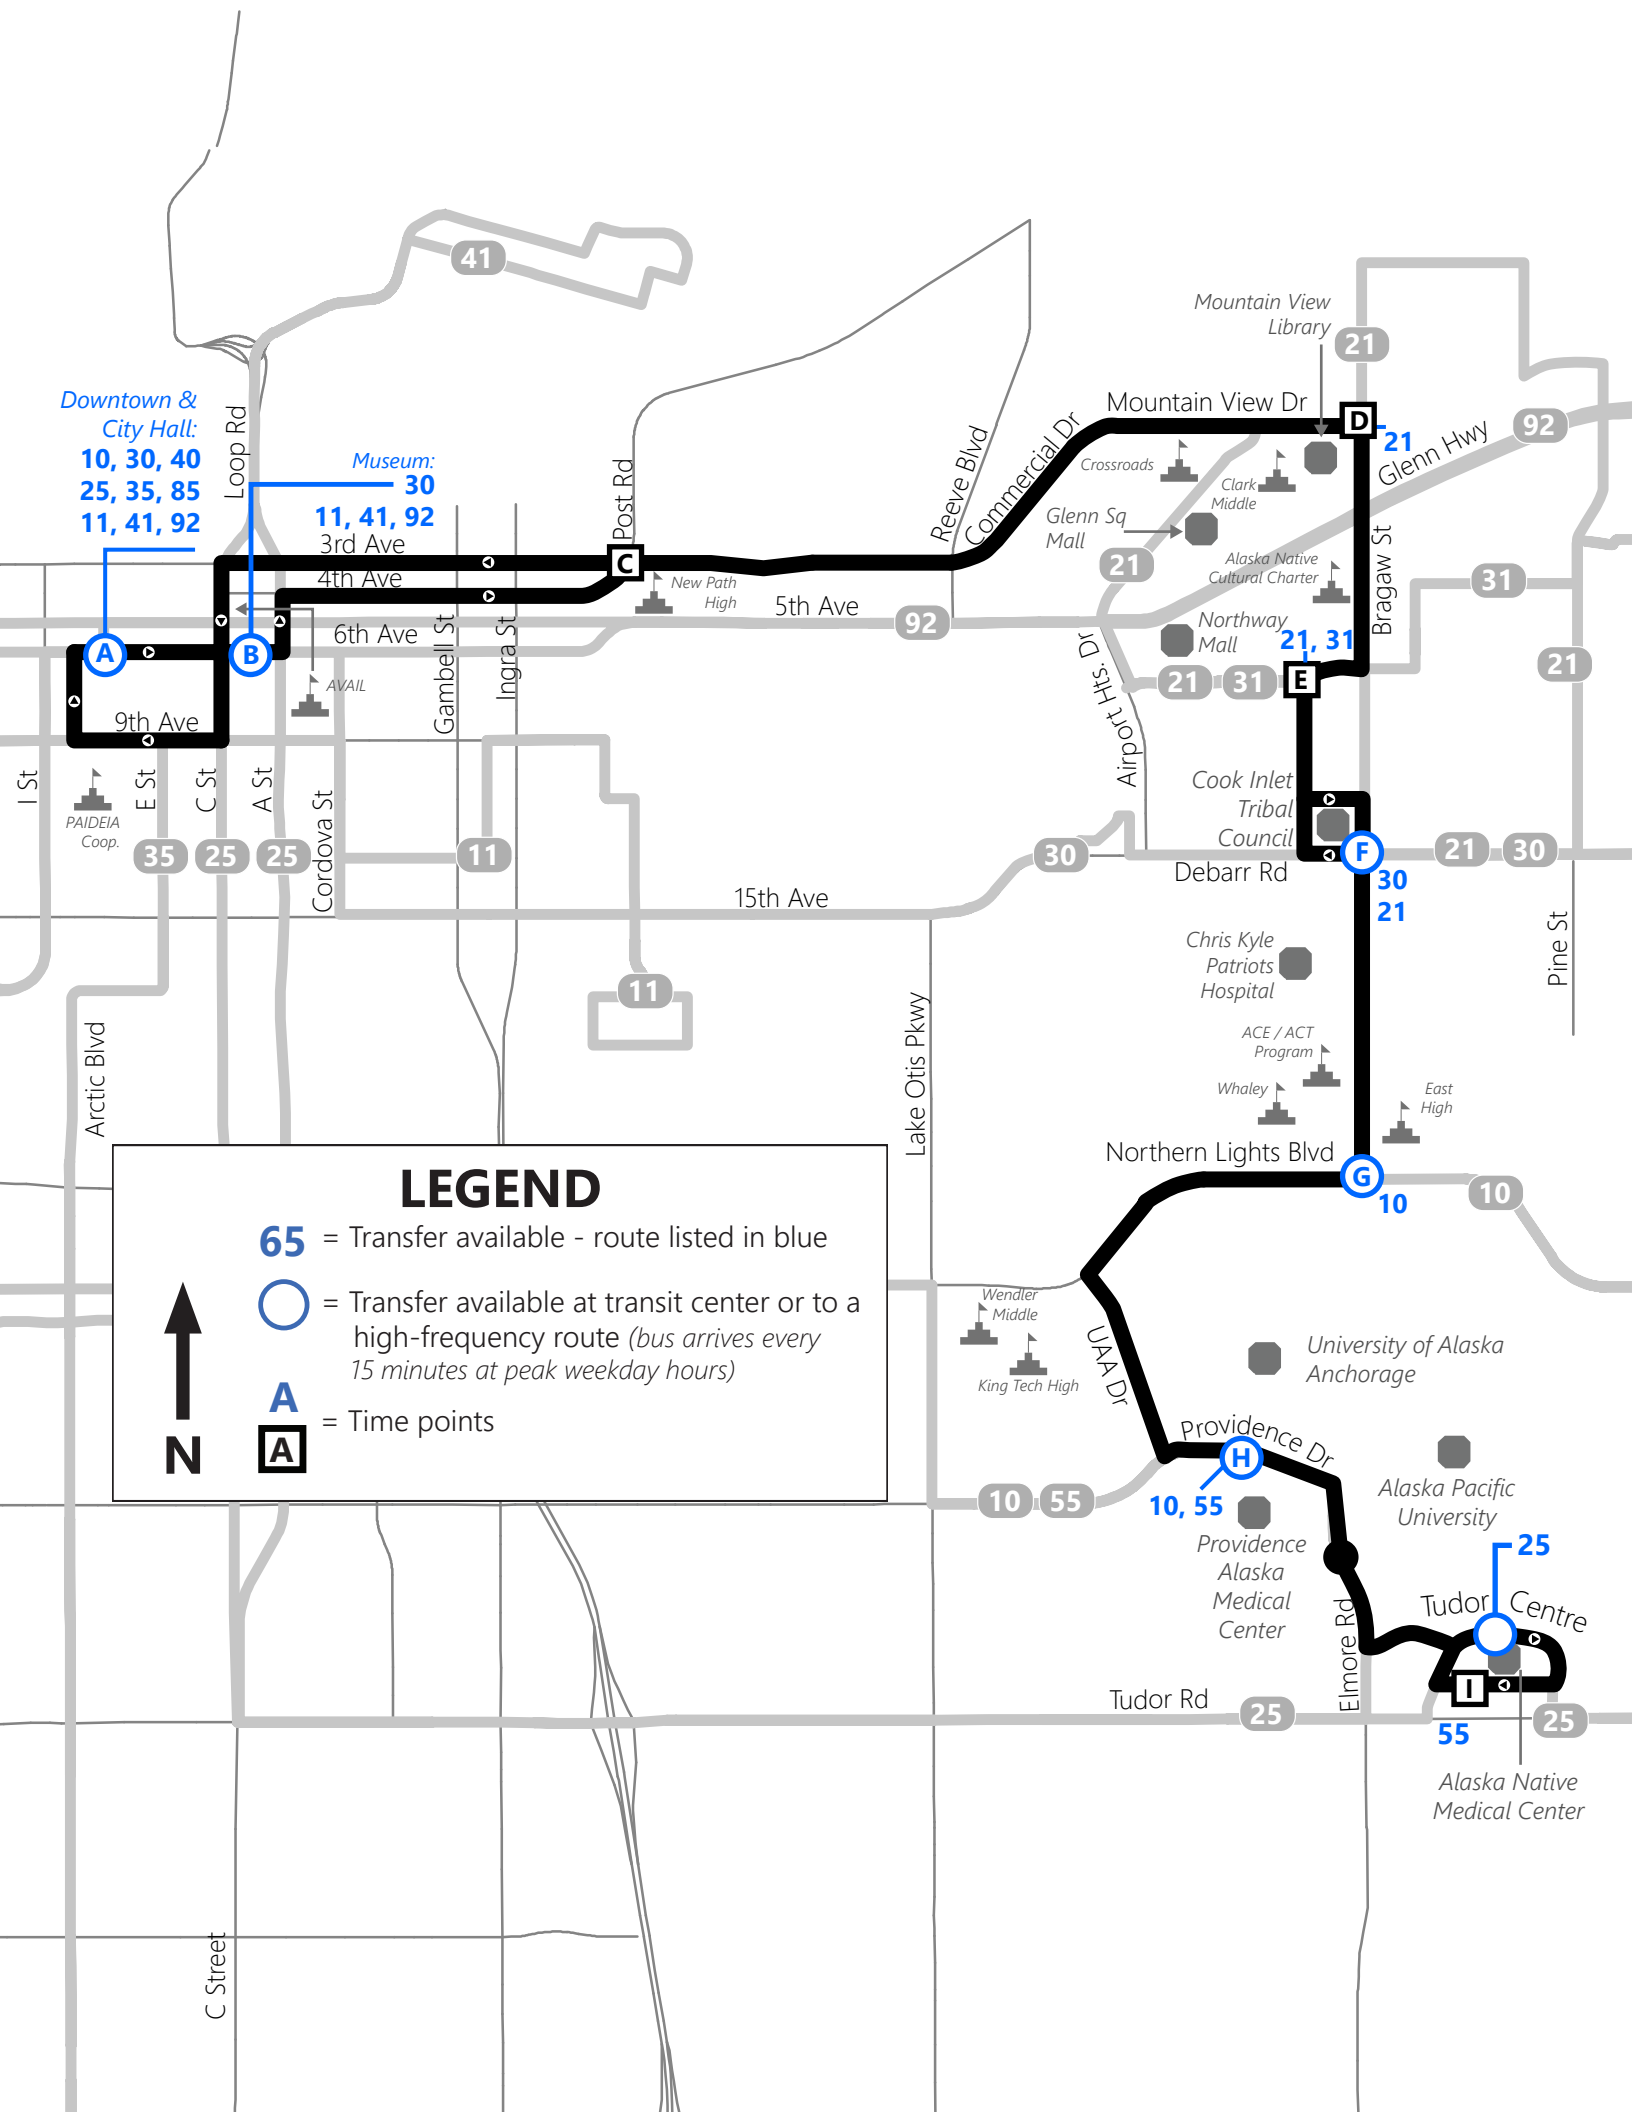 41
Mountain View
Library
21
Downtown &
City Hall:
10, 30, 40
25, 35, 85
11, 41, 92
Loop Rd
Museum:
30
11, 41, 92
Mountain View Dr
D
21
92
Glenn Hwy
Commercial Dr
Reeve Blvd
Post Rd
Crossroads
Clark
Middle
Glenn Sq
Mall
21
Alaska Native
Cultural Charter
Bragaw St
31
3rd Ave
4th Ave
C
New Path
High
5th Ave
92
6th Ave
A
B
AVAIL
Gambell St
Ingra St
Northway
Mall
21, 31
E
21
31
21
Airport Hts. Dr
9th Ave
I St
PAIDEIA
Coop.
E St
C St
A St
Cordova St
35
25
25
11
Cook Inlet
Tribal
Council
30
Debarr Rd
F
21
30
30
21
15th Ave
Chris Kyle
Patriots
Hospital
Pine St
11
Lake Otis Pkwy
Arctic Blvd
ACE / ACT
Program
Whaley
East
High
Northern Lights Blvd
G
10
10
LEGEND
65 = Transfer available - route listed in blue
= Transfer available at transit center or to a
high-frequency route (bus arrives every
15 minutes at peak weekday hours)
A
A = Time points
N
Wendler
Middle
King Tech High
UAA Dr
University of Alaska
Anchorage
Providence Dr
H
10, 55
10
55
Alaska Pacific
University
Providence
Alaska
Medical
Center
25
Tudor Centre
Elmore Rd
I
Tudor Rd
25
55
25
Alaska Native
Medical Center
C Street